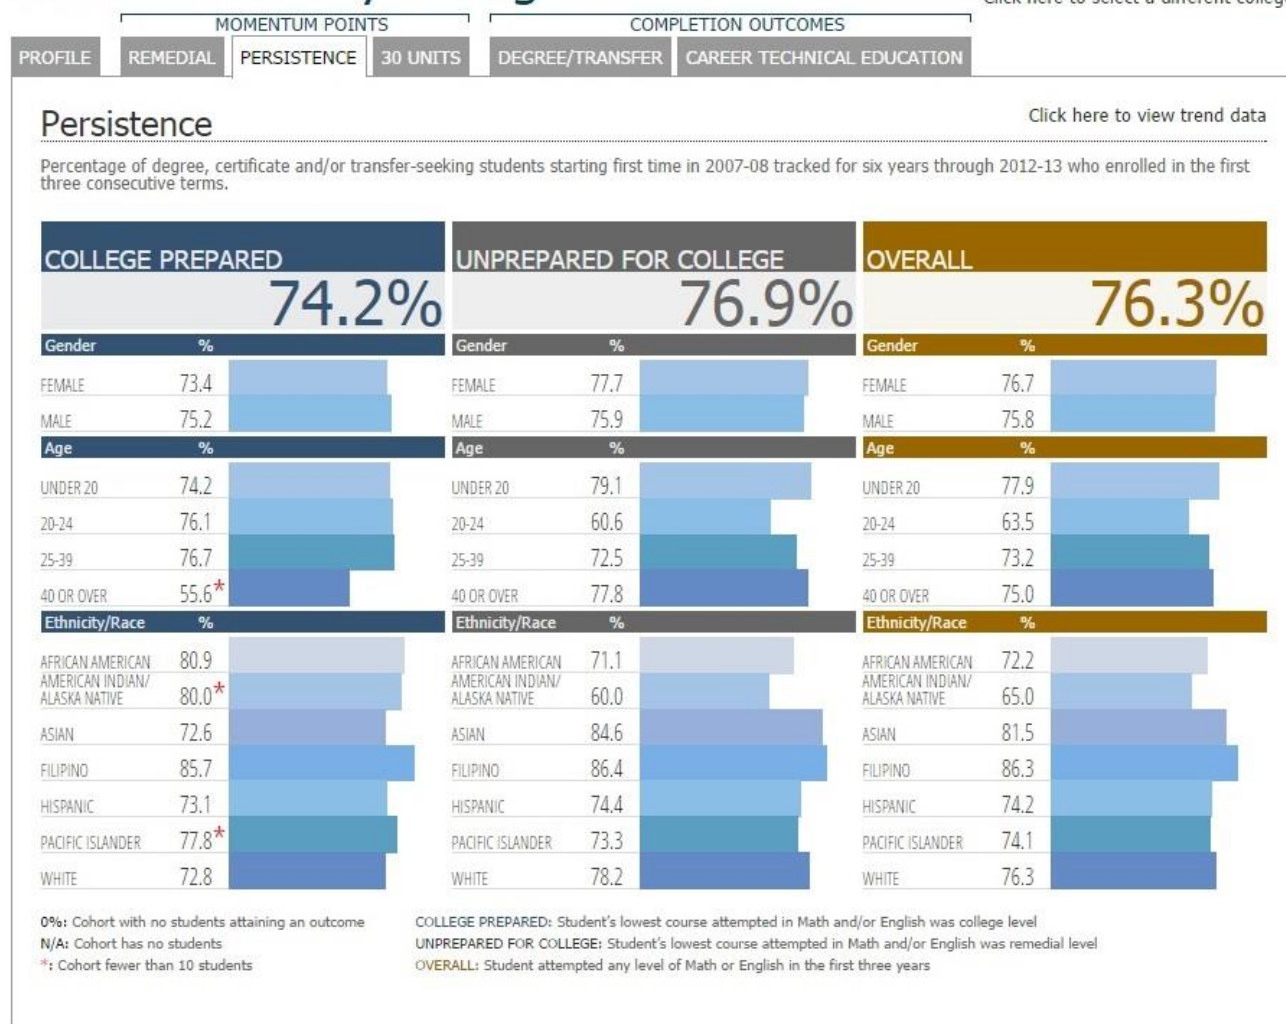 Click here to select a different college
MOMENTUM POINTS
COMPLETION OUTCOMES
PROFILE
REMEDIAL
PERSISTENCE
30 UNITS
DEGREE/TRANSFER
CAREER TECHNICAL EDUCATION
Persistence
Click here to view trend data
Percentage of degree, certificate and/or transfer-seeking students starting first time in 2007-08 tracked for six years through 2012-13 who enrolled in the first
three consecutive terms.
COLLEGE PREPARED
74.2%
Gender %
FEMALE 73.4
MALE 75.2
Age %
UNDER 20 74.2
20-24 76.1
25-39 76.7
40 OR OVER 55.6*
Ethnicity/Race %
AFRICAN AMERICAN 80.9
AMERICAN INDIAN/
ALASKA NATIVE 80.0*
ASIAN 72.6
FILIPINO 85.7
HISPANIC 73.1
PACIFIC ISLANDER 77.8*
WHITE 72.8
UNPREPARED FOR COLLEGE
76.9%
Gender %
FEMALE 77.7
MALE 75.9
Age %
UNDER 20 79.1
20-24 60.6
25-39 72.5
40 OR OVER 77.8
Ethnicity/Race %
AFRICAN AMERICAN 71.1
AMERICAN INDIAN/
ALASKA NATIVE 60.0
ASIAN 84.6
FILIPINO 86.4
HISPANIC 74.4
PACIFIC ISLANDER 73.3
WHITE 78.2
OVERALL
76.3%
Gender %
FEMALE 76.7
MALE 75.8
Age %
UNDER 20 77.9
20-24 63.5
25-39 73.2
40 OR OVER 75.0
Ethnicity/Race %
AFRICAN AMERICAN 72.2
AMERICAN INDIAN/
ALASKA NATIVE 65.0
ASIAN 81.5
FILIPINO 86.3
HISPANIC 74.2
PACIFIC ISLANDER 74.1
WHITE 76.3
0%: Cohort with no students attaining an outcome
N/A: Cohort has no students
*: Cohort fewer than 10 students
COLLEGE PREPARED: Student's lowest course attempted in Math and/or English was college level
UNPREPARED FOR COLLEGE: Student's lowest course attempted in Math and/or English was remedial level
OVERALL: Student attempted any level of Math or English in the first three years